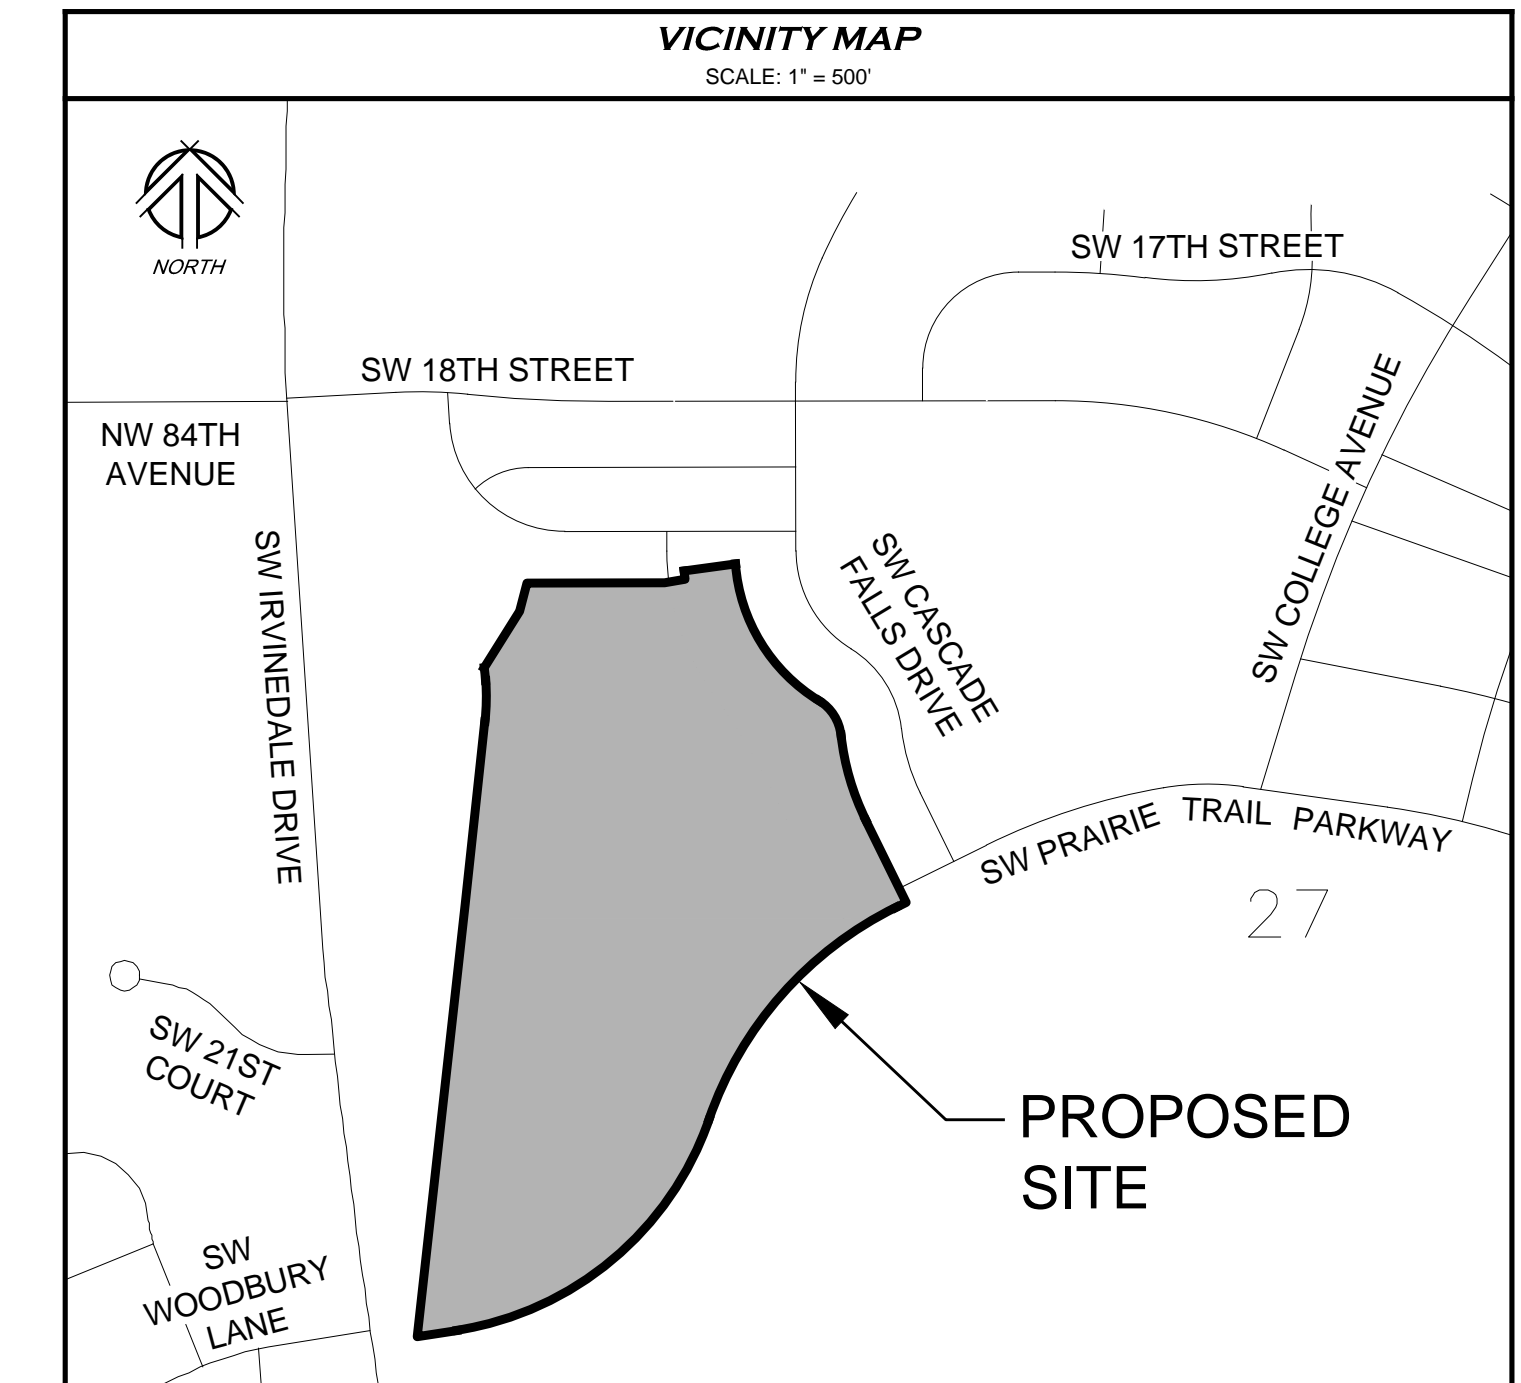 VICINITY MAP
SCALE: 1" = 500'
NORTH
SW 17TH STREET
SW 18TH STREET
NW 84TH
AVENUE
SW COLLEGE AVENUE
SW IRVINEDALE DRIVE
SW CASCADE
FALLS DRIVE
SW PRAIRIE TRAIL PARKWAY
27
SW 21ST
COURT
PROPOSED
SITE
SW
WOODBURY
LANE